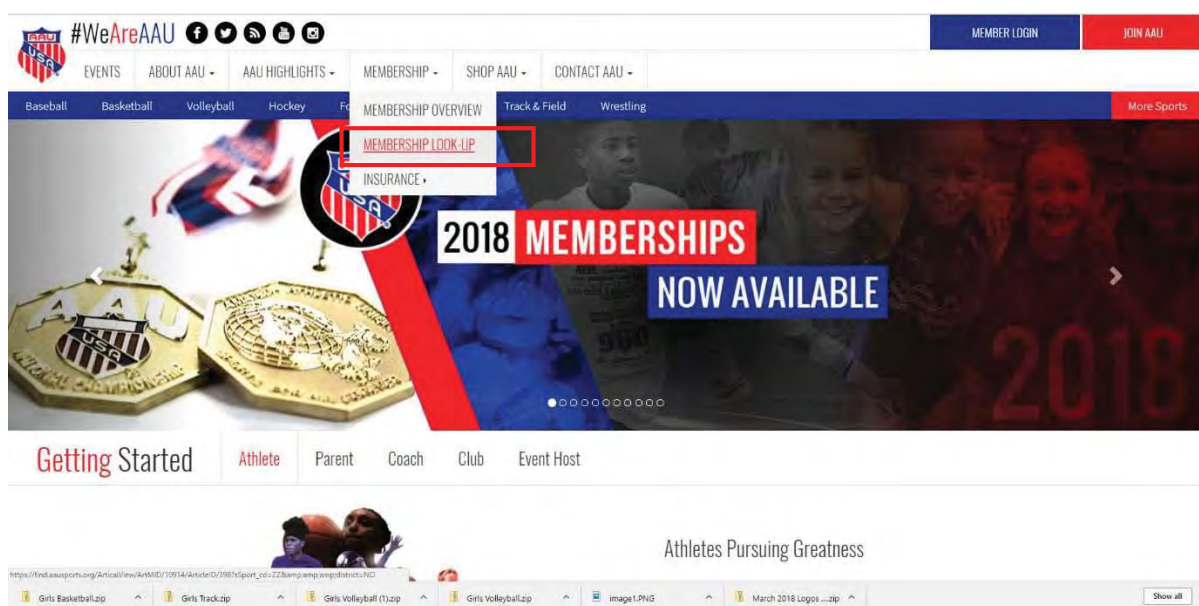 #WeAreAAU
MEMBER LOGIN
JOIN AAU
AAU
USA
EVENTS
ABOUT AAU
AAU HIGHLIGHTS
MEMBERSHIP
SHOP AAU
CONTACT AAU
Baseball
Basketball
Volleyball
Hockey
Track & Field
Wrestling
More Sports
MEMBERSHIP OVERVIEW
MEMBERSHIP LOOK-UP
INSURANCE
USA
AAU
USA
2018 MEMBERSHIPS
NOW AVAILABLE
2018
Getting Started
Athlete
Parent
Coach
Club
Event Host
Athletes Pursuing Greatness
Girls Basketball.zip
Girls Track.zip
Girls Volleyball (1).zip
Girls Volleyball.zip
image1.PNG
March 2018 Logos ....zip
Show all